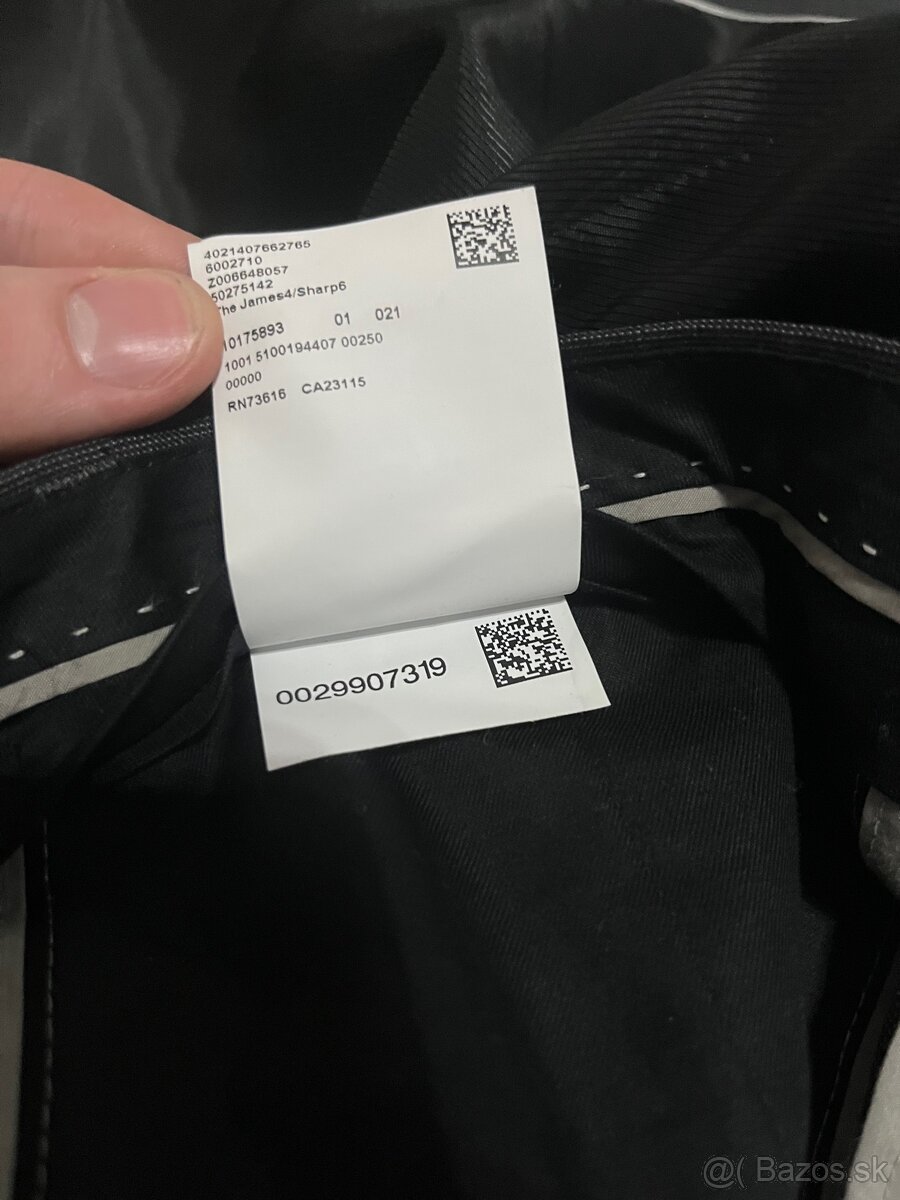 4021407662765
6002710
Z006648057
50275142
The James4/Sharp6
10175893 01 021
1001 5100194407 00250
00000
RN73616 CA23115
0029907319
@( Bazos.sk